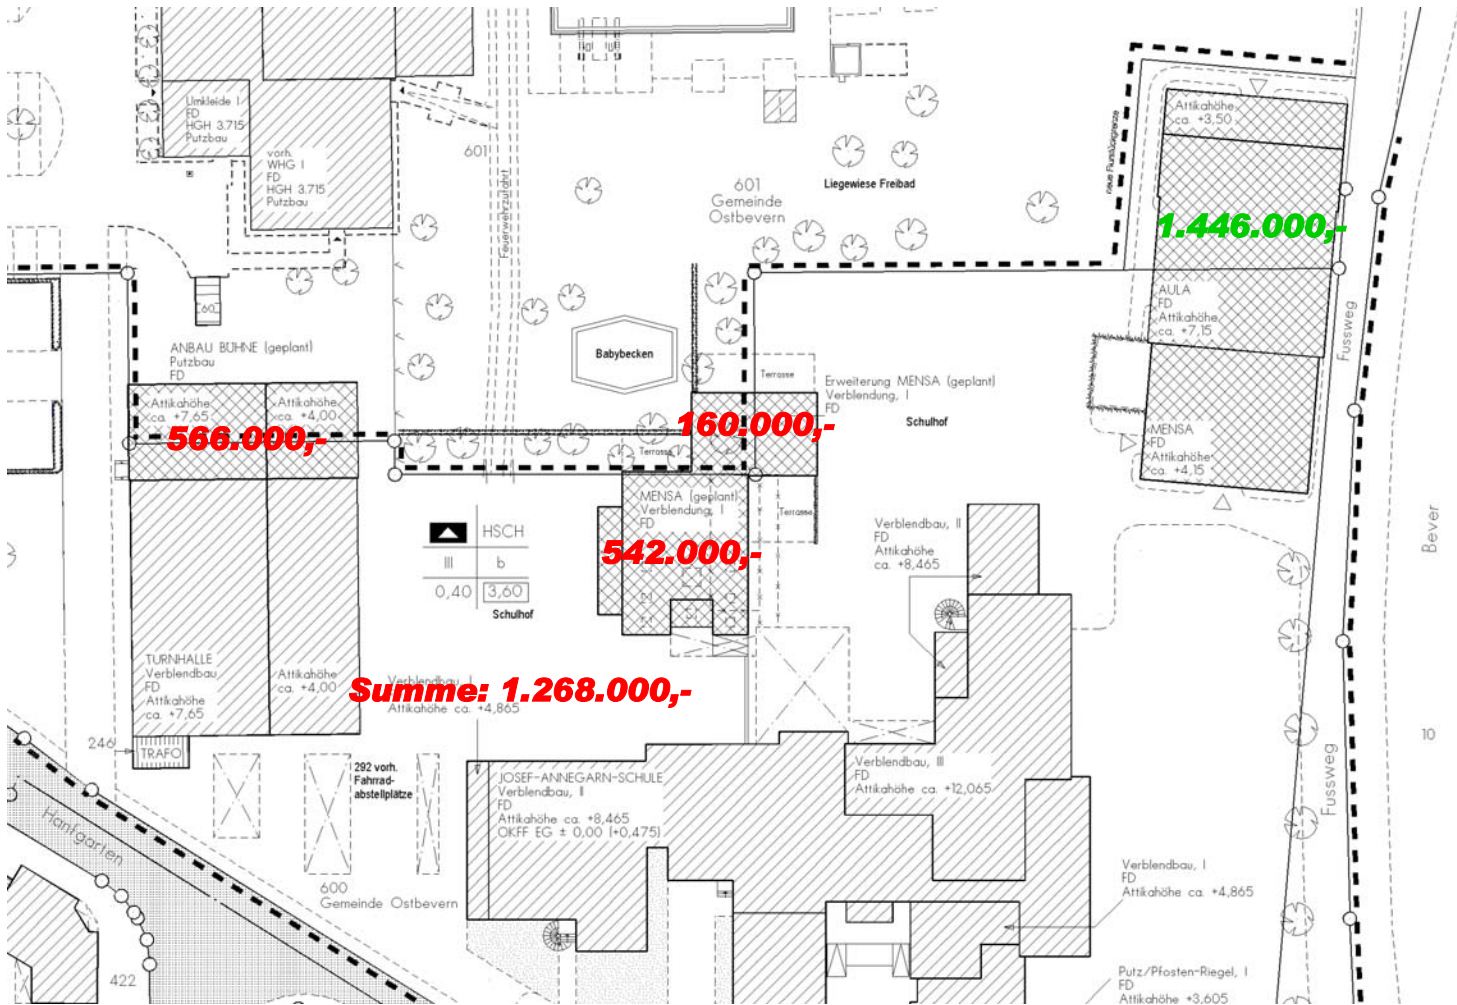 Umkleide I
FD
HGH 3.715
Putzbau
vorh.
WHG I
FD
HGH 3.715
Putzbau
601
Feuerwehrzufahrt
601
Gemeinde
Ostbevern
Liegewiese Freibad
neue Flurstücksgrenze
Attikahöhe
ca. +3,50
1.446.000,-
AULA
FD
Attikahöhe
ca. +7,15
Fussweg
60
ANBAU BÜHNE (geplant)
Putzbau
FD
Attikahöhe
ca. +7,65
Attikahöhe
ca. +4,00
566.000,-
Babybecken
Terrasse
Erweiterung MENSA (geplant)
Verblendung, I
FD
160.000,-
Schulhof
Terrasse
MENSA
FD
Attikahöhe
ca. +4,15
MENSA (geplant)
Verblendung, I
FD
Terrasse
542.000,-
HSCH
III b
0,40 3,60
Schulhof
Verblendbau, II
FD
Attikahöhe
ca. +8,465
Bever
TURNHALLE
Verblendbau
FD
Attikahöhe
ca. +7,65
Attikahöhe
ca. +4,00
Verblendbau, I
Attikahöhe ca. +4,865
Summe: 1.268.000,-
246
TRAFO
292 vorh.
Fahrrad-
abstellplätze
JOSEF-ANNEGARN-SCHULE
Verblendbau, II
FD
Attikahöhe ca. +8,465
OKFF EG ± 0,00 (+0,475)
Verblendbau, III
FD
Attikahöhe ca. +12,065
10
Fussweg
Hanfgarten
600
Gemeinde Ostbevern
Verblendbau, I
FD
Attikahöhe ca. +4,865
422
Putz/Pfosten-Riegel, I
FD
Attikahöhe +3,605